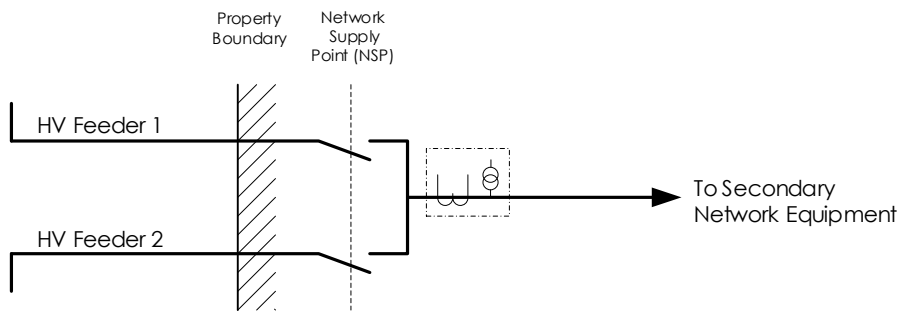 Property
Boundary
Network
Supply
Point (NSP)
HV Feeder 1
HV Feeder 2
To Secondary
Network Equipment